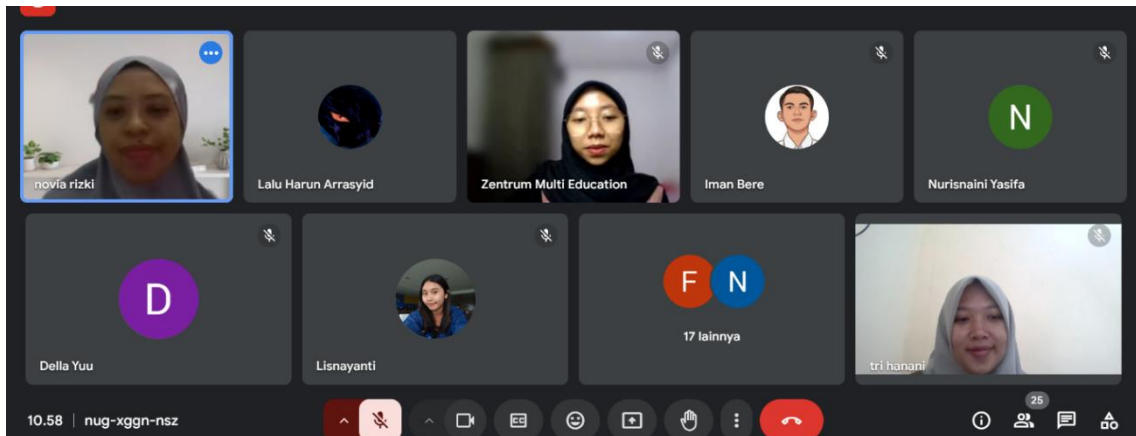 novia rizki
Lalu Harun Arrasyid
Zentrum Multi Education
Iman Bere
N
Nurisnaini Yasifa
D
Della Yuu
Lisnayanti
F N
17 lainnya
tri hanani
10.58 | nug-xggn-nsz
CC
25